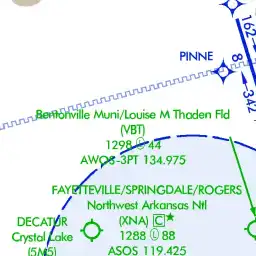 162
PINNE
8
342
Bentonville Muni/Louise M Thaden Fld
(VBT)
1298 Ⓛ 44
AWOS-3PT 134.975
FAYETTEVILLE/SPRINGDALE/ROGERS
Northwest Arkansas Ntl
(XNA) C★
1288 Ⓛ 88
ASOS 119.425
DECATUR
Crystal Lake
(5M5)